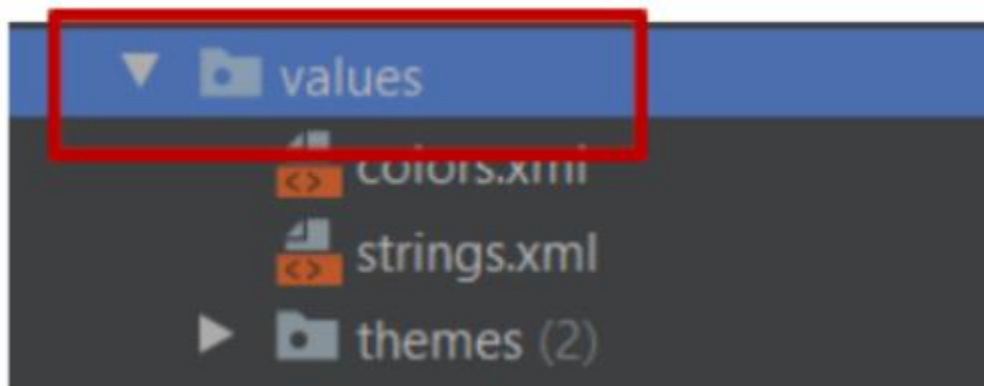 values
colors.xml
strings.xml
themes (2)